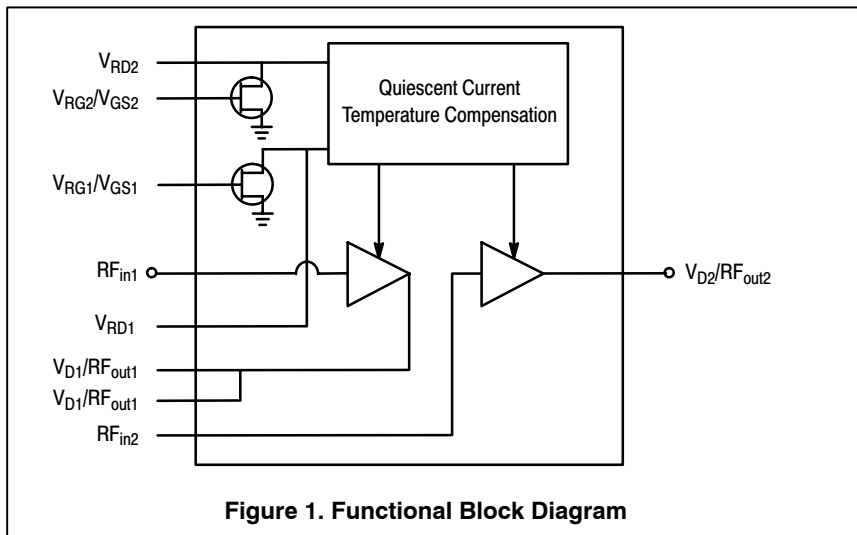 V_RD2
V_RG2/V_GS2
Quiescent Current
Temperature Compensation
V_RG1/V_GS1
RF_in1
V_D2/RF_out2
V_RD1
V_D1/RF_out1
V_D1/RF_out1
RF_in2
Figure 1. Functional Block Diagram